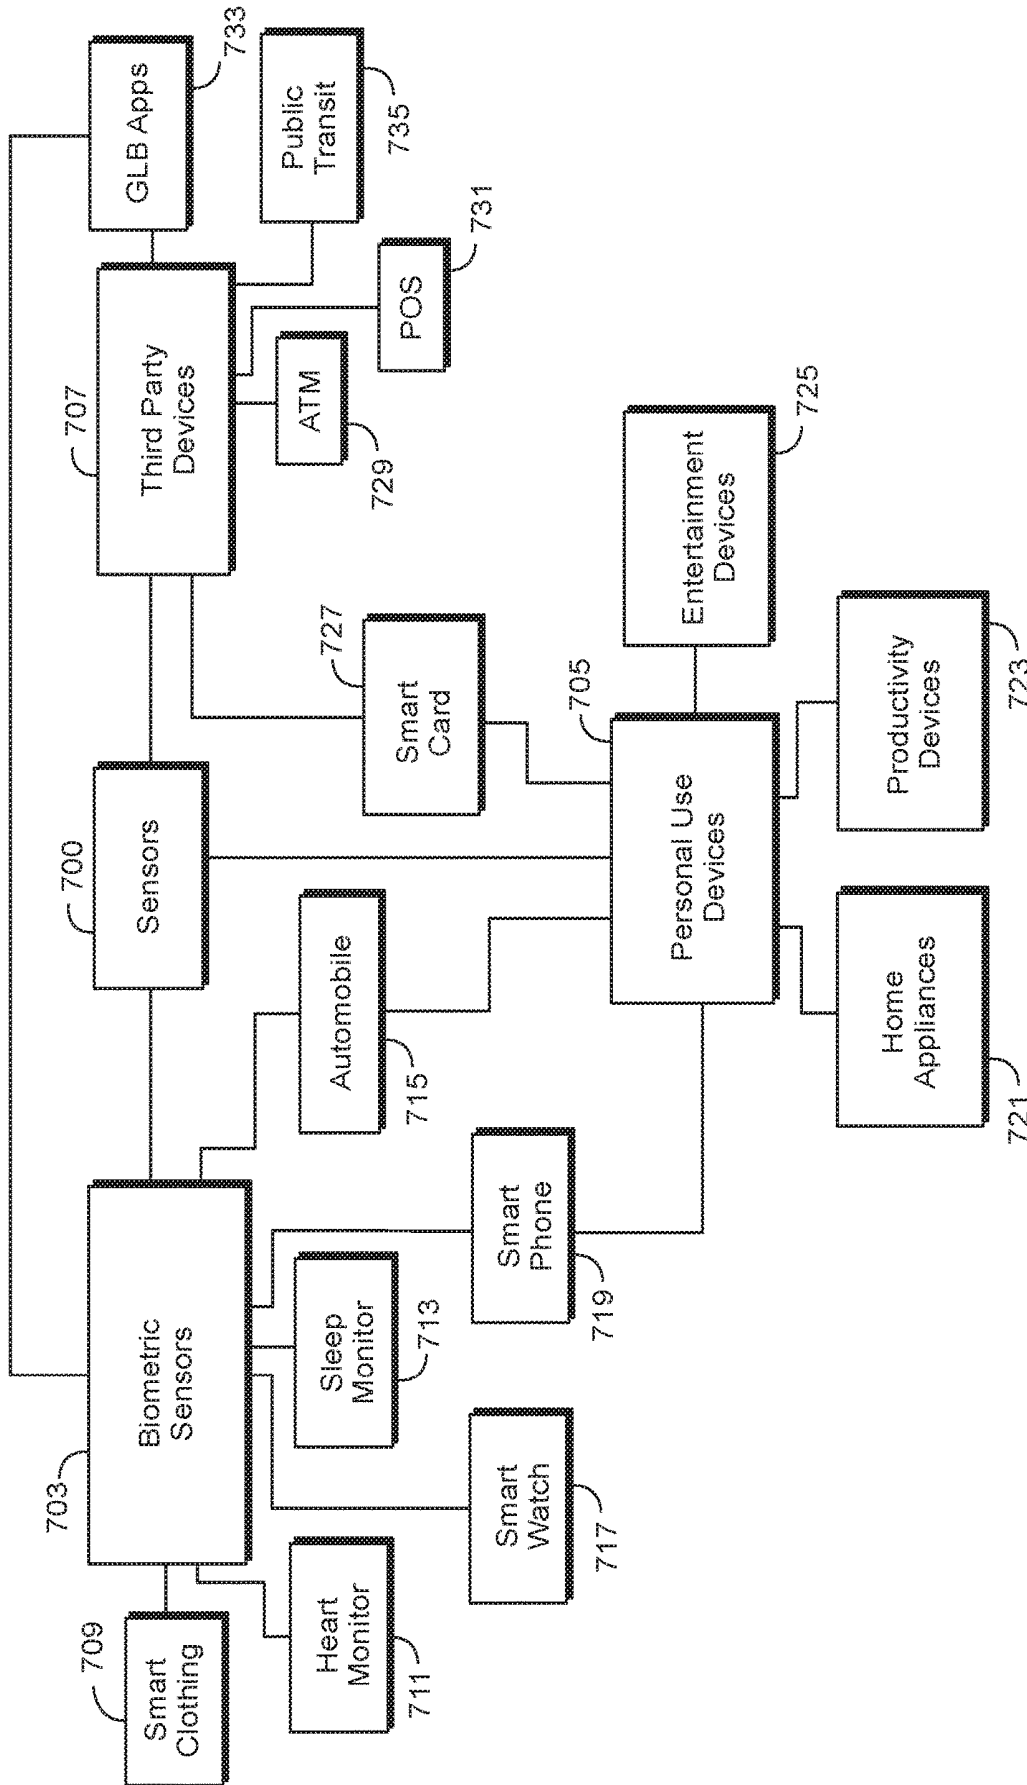 733
GLB Apps
Public
Transit
735
731
POS
707
Third Party
Devices
ATM
729
725
Entertainment
Devices
727
Smart
Card
705
723
Productivity
Devices
700
Sensors
Personal Use
Devices
Automobile
715
Home
Appliances
721
703
Biometric
Sensors
Smart
Phone
719
Sleep
Monitor
713
Smart
Watch
717
Heart
Monitor
711
709
Smart
Clothing